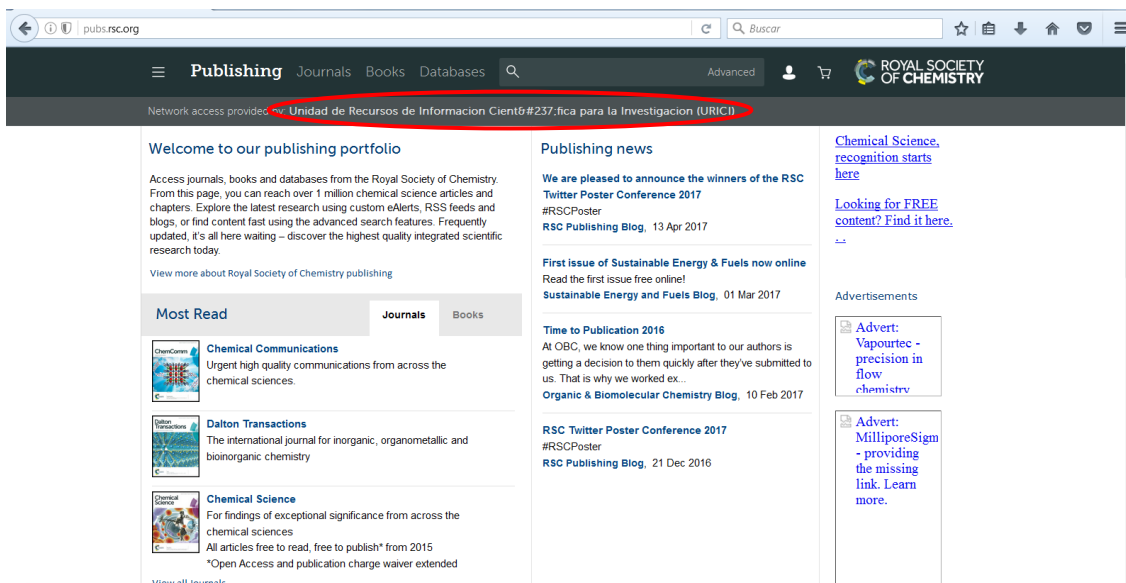 pubs.rsc.org
Buscar
Publishing Journals Books Databases Advanced ROYAL SOCIETY
OF CHEMISTRY
Network access provided by: Unidad de Recursos de Informacion Cient&#237;fica para la Investigacion (URICI)
Welcome to our publishing portfolio
Access journals, books and databases from the Royal Society of Chemistry.
From this page, you can reach over 1 million chemical science articles and
chapters. Explore the latest research using custom eAlerts, RSS feeds and
blogs, or find content fast using the advanced search features. Frequently
updated, it's all here waiting – discover the highest quality integrated scientific
research today.
View more about Royal Society of Chemistry publishing
Most Read Journals Books
ChemComm
Chemical Communications
Urgent high quality communications from across the
chemical sciences.
Dalton
Transactions
Dalton Transactions
The international journal for inorganic, organometallic and
bioinorganic chemistry
Chemical
Science
Chemical Science
For findings of exceptional significance from across the
chemical sciences
All articles free to read, free to publish* from 2015
*Open Access and publication charge waiver extended
View all Journals
Publishing news
We are pleased to announce the winners of the RSC
Twitter Poster Conference 2017
#RSCPoster
RSC Publishing Blog, 13 Apr 2017
First issue of Sustainable Energy & Fuels now online
Read the first issue free online!
Sustainable Energy and Fuels Blog, 01 Mar 2017
Time to Publication 2016
At OBC, we know one thing important to our authors is
getting a decision to them quickly after they've submitted to
us. That is why we worked ex...
Organic & Biomolecular Chemistry Blog, 10 Feb 2017
RSC Twitter Poster Conference 2017
#RSCPoster
RSC Publishing Blog, 21 Dec 2016
Chemical Science,
recognition starts
here
Looking for FREE
content? Find it here.
. .
Advertisements
Advert:
Vapourtec -
precision in
flow
chemistry
Advert:
MilliporeSigm
- providing
the missing
link. Learn
more.